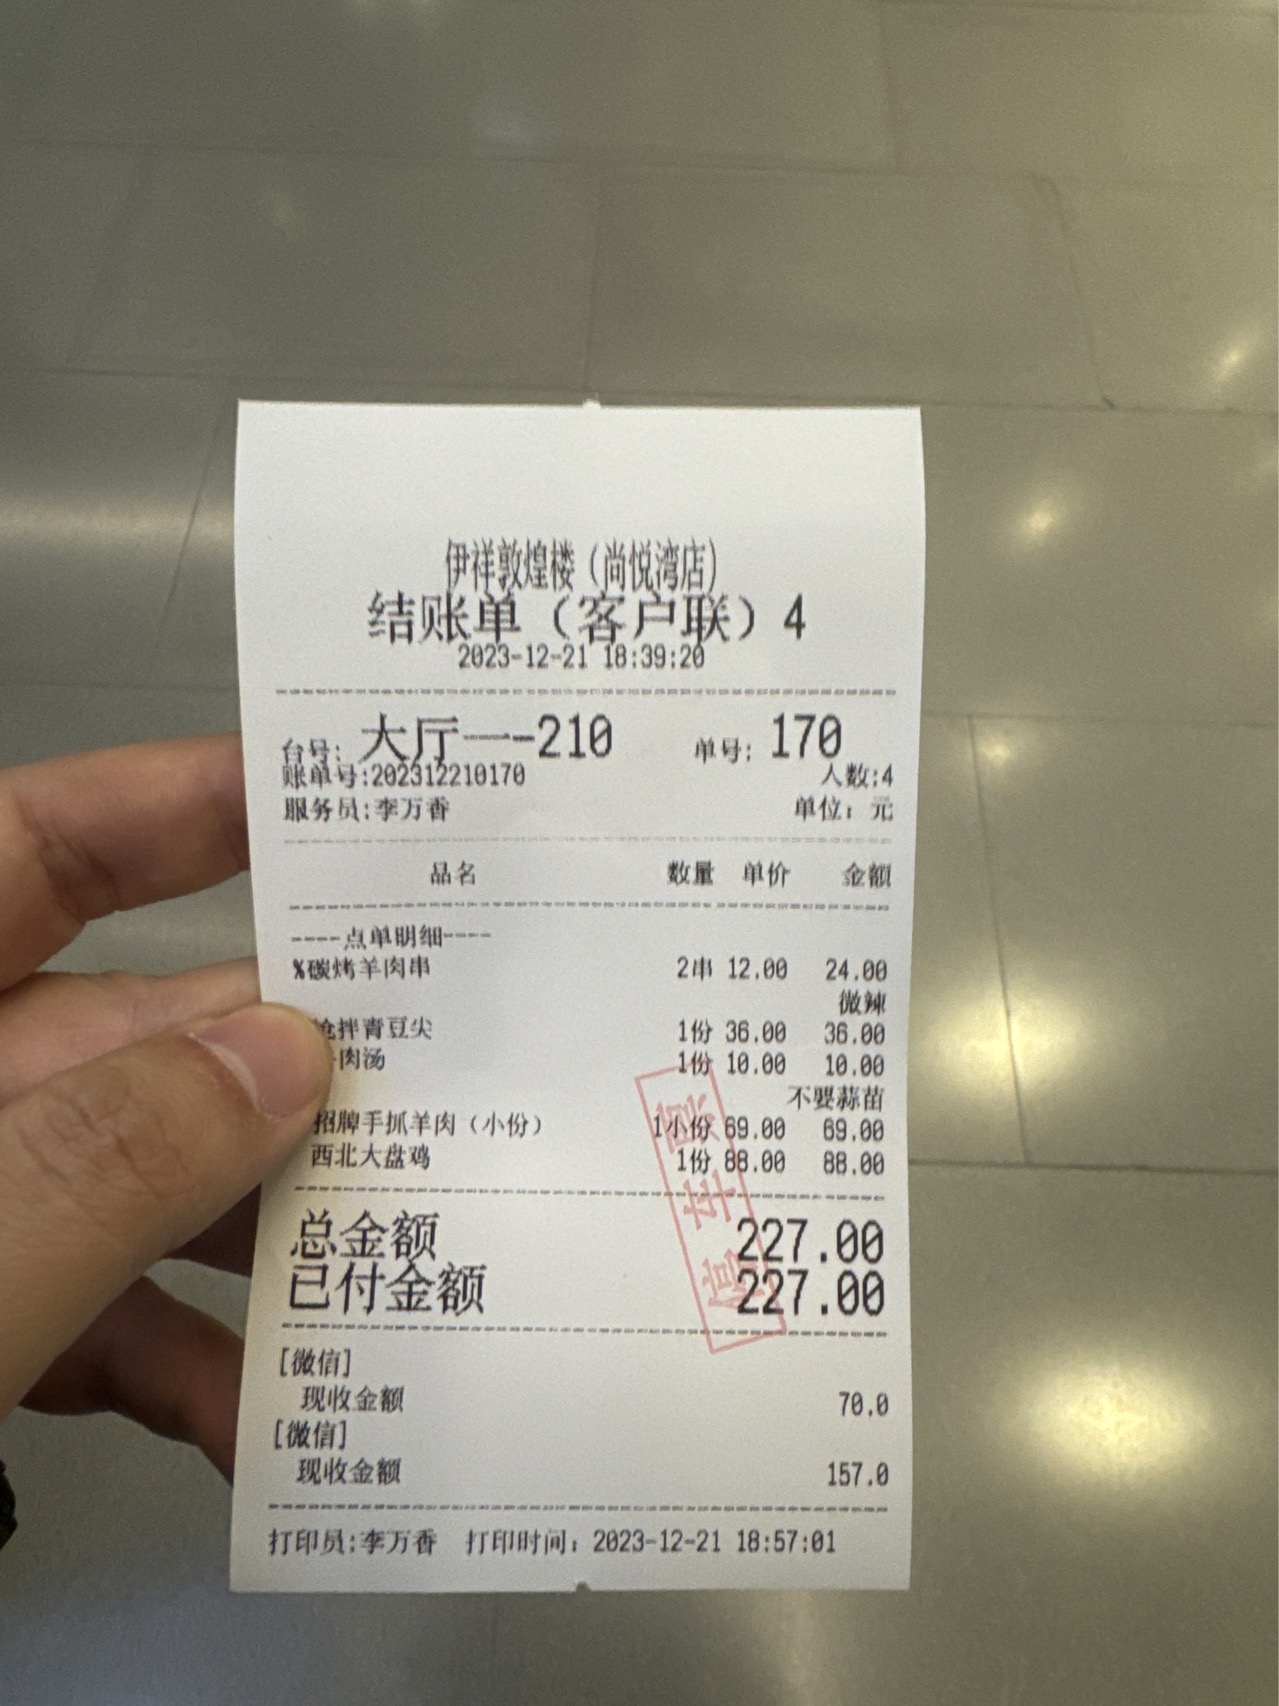 伊祥敦煌楼（尚悦湾店）
结账单（客户联）4
2023-12-21 18:39:20
台号: 大厅一-210 单号: 170
账单号:202312210170 人数:4
服务员:李万香 单位: 元
品名 数量 单价 金额
----点单明细----
%碳烤羊肉串 2串 12.00 24.00
微辣
拌青豆尖 1份 36.00 36.00
肉汤 1份 10.00 10.00
不要蒜苗
招牌手抓羊肉（小份） 1小份 69.00 69.00
西北大盘鸡 1份 88.00 88.00
总金额 227.00
已付金额 227.00
[微信]
现收金额 70.0
[微信]
现收金额 157.0
打印员:李万香 打印时间: 2023-12-21 18:57:01